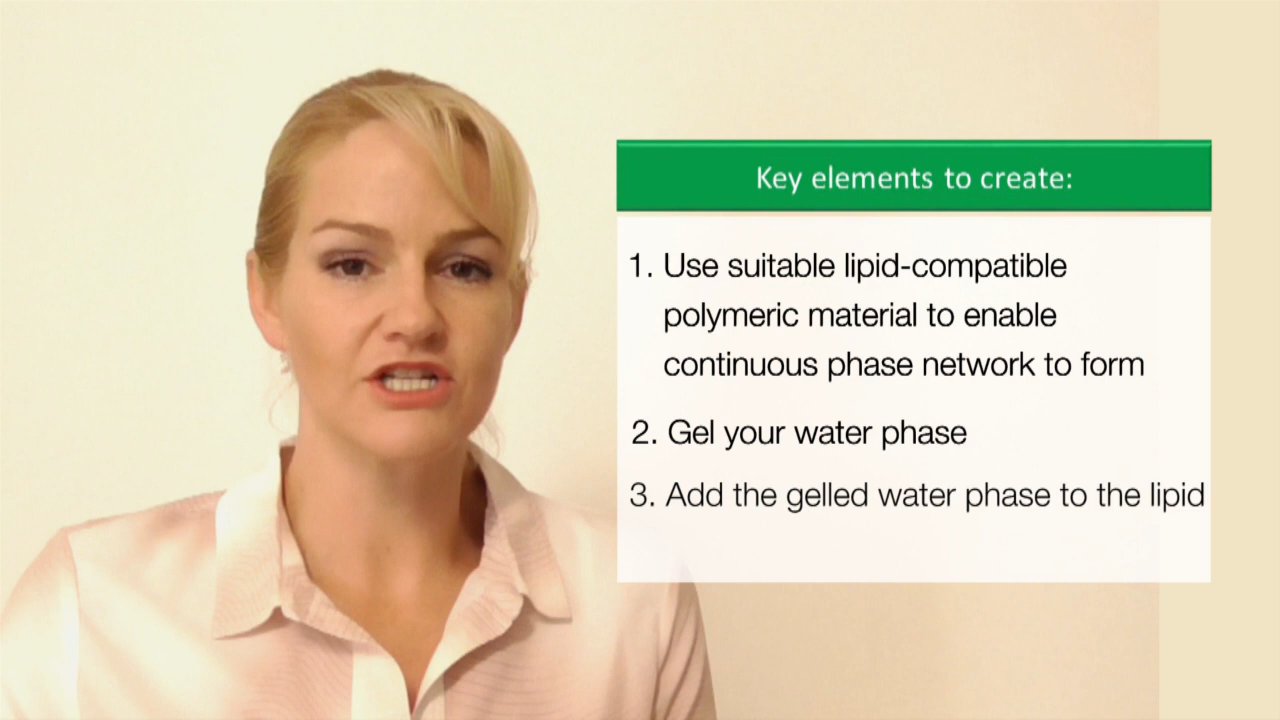 Key elements to create:
1. Use suitable lipid-compatible
polymeric material to enable
continuous phase network to form
2. Gel your water phase
3. Add the gelled water phase to the lipid